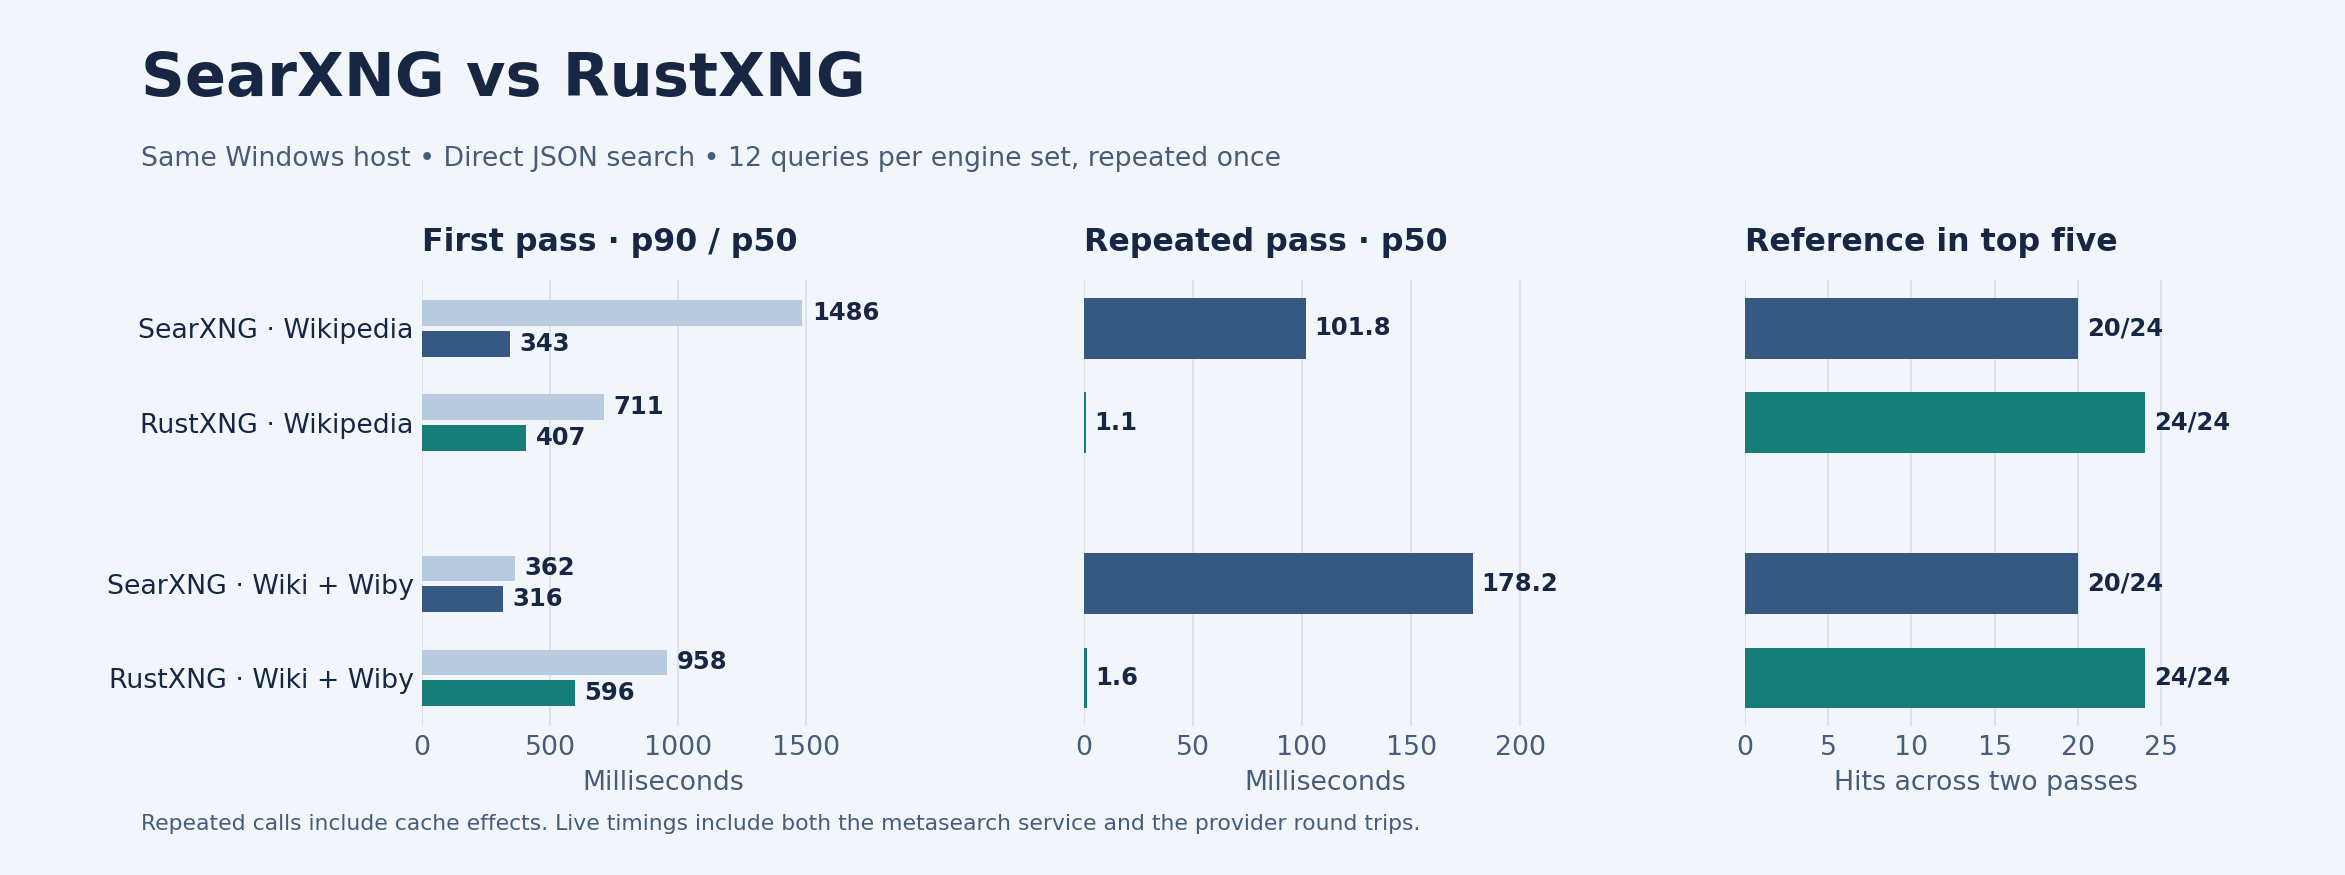 SearXNG vs RustXNG
Same Windows host • Direct JSON search • 12 queries per engine set, repeated once
First pass · p90 / p50
SearXNG · Wikipedia
1486
343
RustXNG · Wikipedia
711
407
SearXNG · Wiki + Wiby
362
316
RustXNG · Wiki + Wiby
958
596
0 500 1000 1500
Milliseconds
Repeated pass · p50
101.8
1.1
178.2
1.6
0 50 100 150 200
Milliseconds
Reference in top five
20/24
24/24
20/24
24/24
0 5 10 15 20 25
Hits across two passes
Repeated calls include cache effects. Live timings include both the metasearch service and the provider round trips.